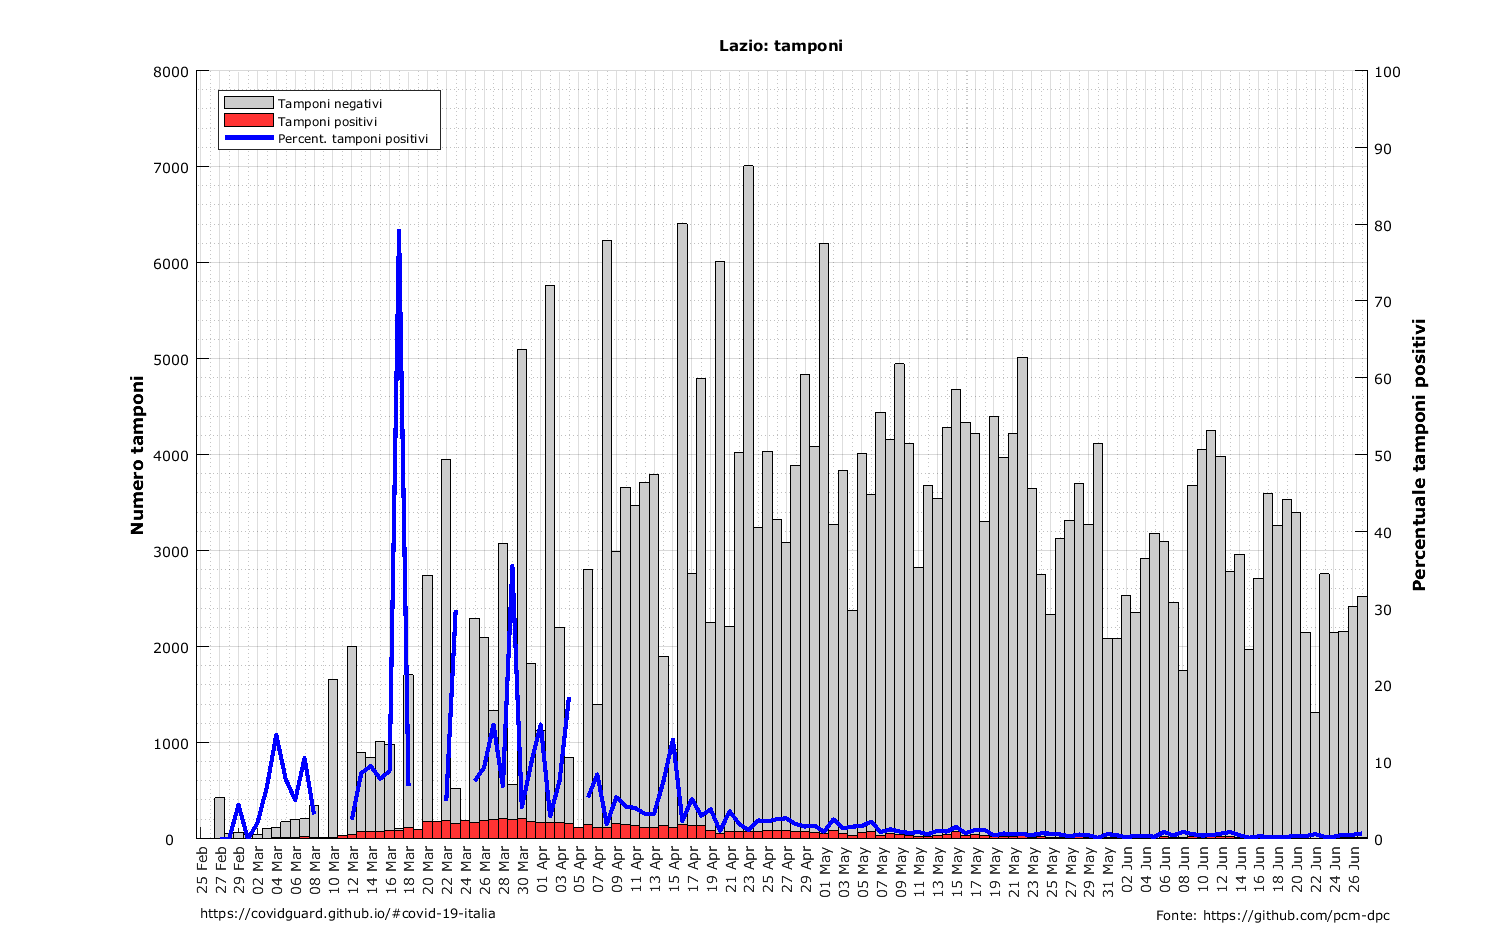 Lazio: tamponi
8000
7000
6000
5000
4000
3000
2000
1000
0
Numero tamponi
Tamponi negativi
Tamponi positivi
Percent. tamponi positivi
100
90
80
70
60
50
40
30
20
10
0
Percentuale tamponi positivi
25 Feb
27 Feb
29 Feb
02 Mar
04 Mar
06 Mar
08 Mar
10 Mar
12 Mar
14 Mar
16 Mar
18 Mar
20 Mar
22 Mar
24 Mar
26 Mar
28 Mar
30 Mar
01 Apr
03 Apr
05 Apr
07 Apr
09 Apr
11 Apr
13 Apr
15 Apr
17 Apr
19 Apr
21 Apr
23 Apr
25 Apr
27 Apr
29 Apr
01 May
03 May
05 May
07 May
09 May
11 May
13 May
15 May
17 May
19 May
21 May
23 May
25 May
27 May
29 May
31 May
02 Jun
04 Jun
06 Jun
08 Jun
10 Jun
12 Jun
14 Jun
16 Jun
18 Jun
20 Jun
22 Jun
24 Jun
26 Jun
https://covidguard.github.io/#covid-19-italia
Fonte: https://github.com/pcm-dpc